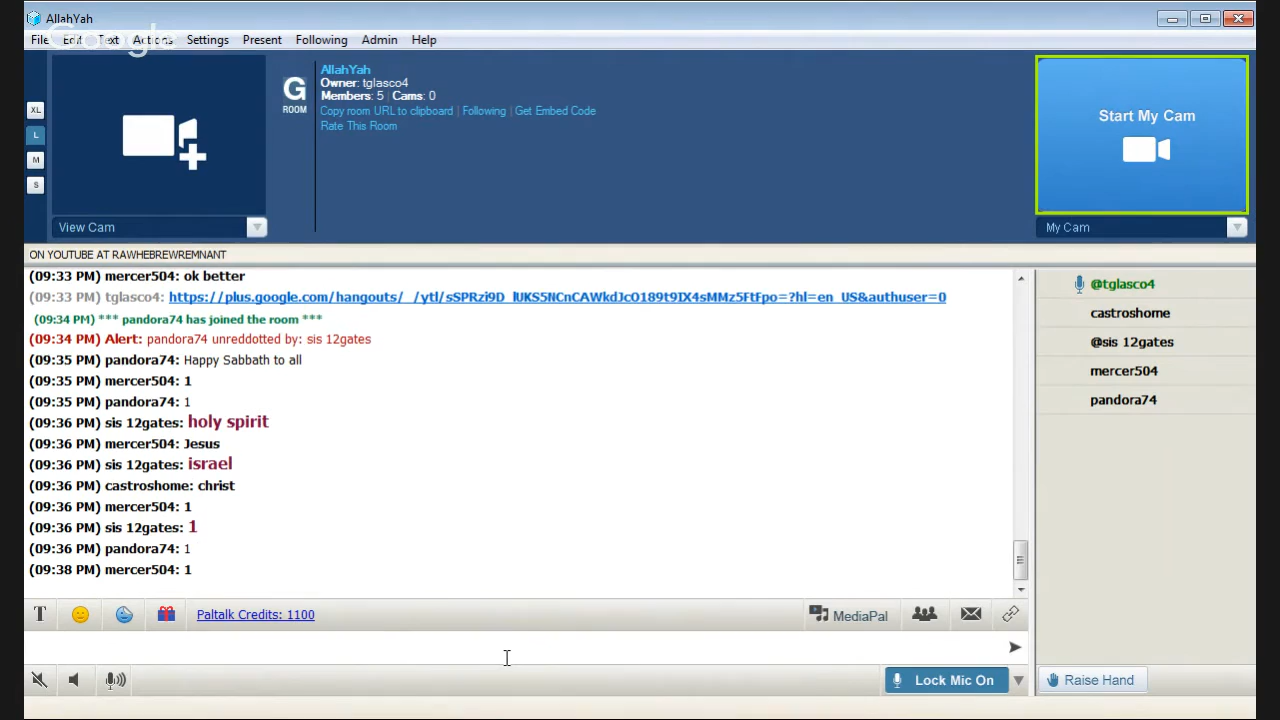 AllahYah
File Edit Text Actions Settings Present Following Admin Help
Google
XL
L
M
S
G
ROOM
AllahYah
Owner: tglasco4
Members: 5 | Cams: 0
Copy room URL to clipboard | Following | Get Embed Code
Rate This Room
Start My Cam
View Cam
My Cam
ON YOUTUBE AT RAWHEBREWREMNANT
(09:33 PM) mercer504: ok better
(09:33 PM) tglasco4: https://plus.google.com/hangouts/_/ytl/sSPRzi9D_lUKS5NCnCAWkdJcO189t9IX4sMMz5FtFpo=?hl=en_US&authuser=0
(09:34 PM) *** pandora74 has joined the room ***
(09:34 PM) Alert: pandora74 unreddotted by: sis 12gates
(09:35 PM) pandora74: Happy Sabbath to all
(09:35 PM) mercer504: 1
(09:35 PM) pandora74: 1
(09:36 PM) sis 12gates: holy spirit
(09:36 PM) mercer504: Jesus
(09:36 PM) sis 12gates: israel
(09:36 PM) castroshome: christ
(09:36 PM) mercer504: 1
(09:36 PM) sis 12gates: 1
(09:36 PM) pandora74: 1
(09:38 PM) mercer504: 1
@tglasco4
castroshome
@sis 12gates
mercer504
pandora74
T
Paltalk Credits: 1100
MediaPal
Lock Mic On
Raise Hand